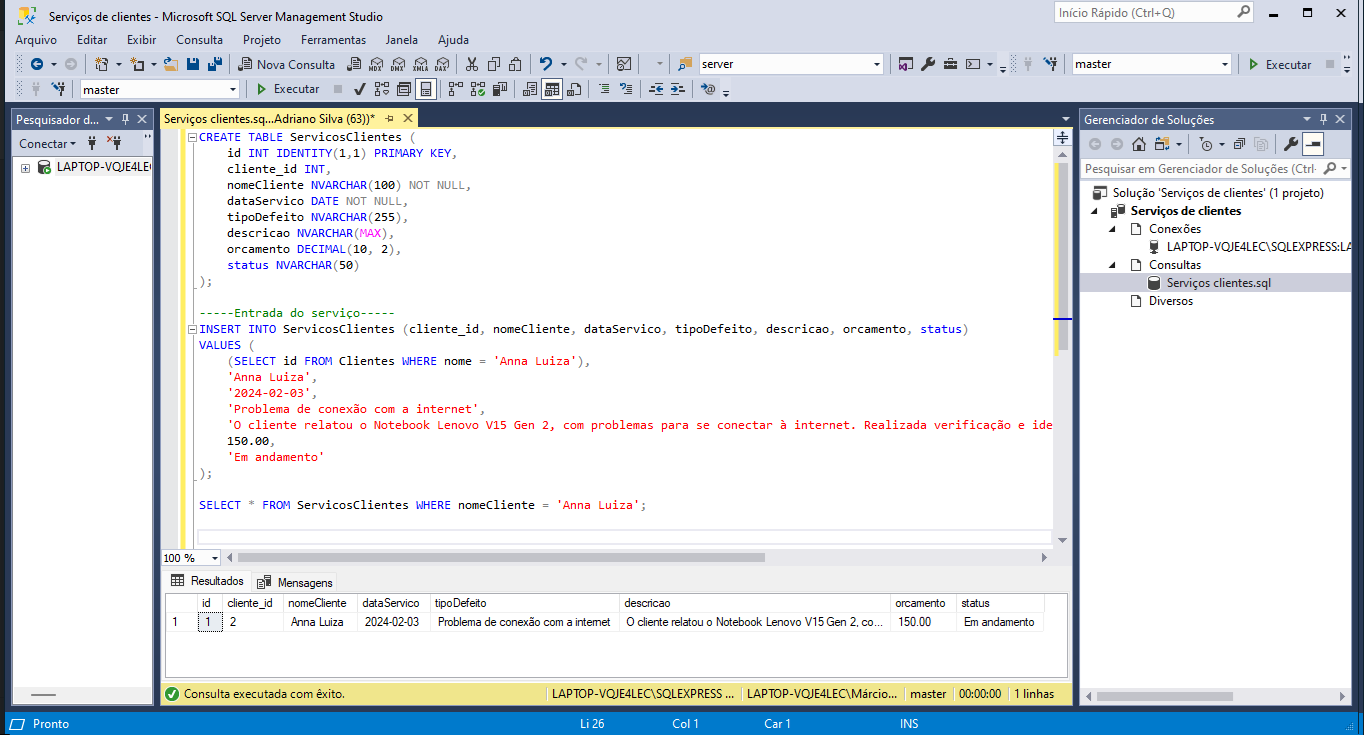 Serviços de clientes - Microsoft SQL Server Management Studio
Início Rápido (Ctrl+Q)
Arquivo Editar Exibir Consulta Projeto Ferramentas Janela Ajuda
Nova Consulta MDX DMX XMLA DAX server master Executar
master Executar
Pesquisador d...
Serviços clientes.sq...Adriano Silva (63))*
Gerenciador de Soluções
Conectar
LAPTOP-VQJE4LE
CREATE TABLE ServicosClientes (
id INT IDENTITY(1,1) PRIMARY KEY,
cliente_id INT,
nomeCliente NVARCHAR(100) NOT NULL,
dataServico DATE NOT NULL,
tipoDefeito NVARCHAR(255),
descricao NVARCHAR(MAX),
orcamento DECIMAL(10, 2),
status NVARCHAR(50)
);
-----Entrada do serviço-----
INSERT INTO ServicosClientes (cliente_id, nomeCliente, dataServico, tipoDefeito, descricao, orcamento, status)
VALUES (
(SELECT id FROM Clientes WHERE nome = 'Anna Luiza'),
'Anna Luiza',
'2024-02-03',
'Problema de conexão com a internet',
'O cliente relatou o Notebook Lenovo V15 Gen 2, com problemas para se conectar à internet. Realizada verificação e ide
150.00,
'Em andamento'
);
SELECT * FROM ServicosClientes WHERE nomeCliente = 'Anna Luiza';
100 %
Resultados Mensagens
id cliente_id nomeCliente dataServico tipoDefeito descricao orcamento status
1 1 2 Anna Luiza 2024-02-03 Problema de conexão com a internet O cliente relatou o Notebook Lenovo V15 Gen 2, co... 150.00 Em andamento
Consulta executada com êxito. LAPTOP-VQJE4LEC\SQLEXPRESS ... LAPTOP-VQJE4LEC\Márcio... master 00:00:00 1 linhas
Pesquisar em Gerenciador de Soluções (Ctrl-
Solução 'Serviços de clientes' (1 projeto)
Serviços de clientes
Conexões
LAPTOP-VQJE4LEC\SQLEXPRESS:LA
Consultas
Serviços clientes.sql
Diversos
Pronto Li 26 Col 1 Car 1 INS